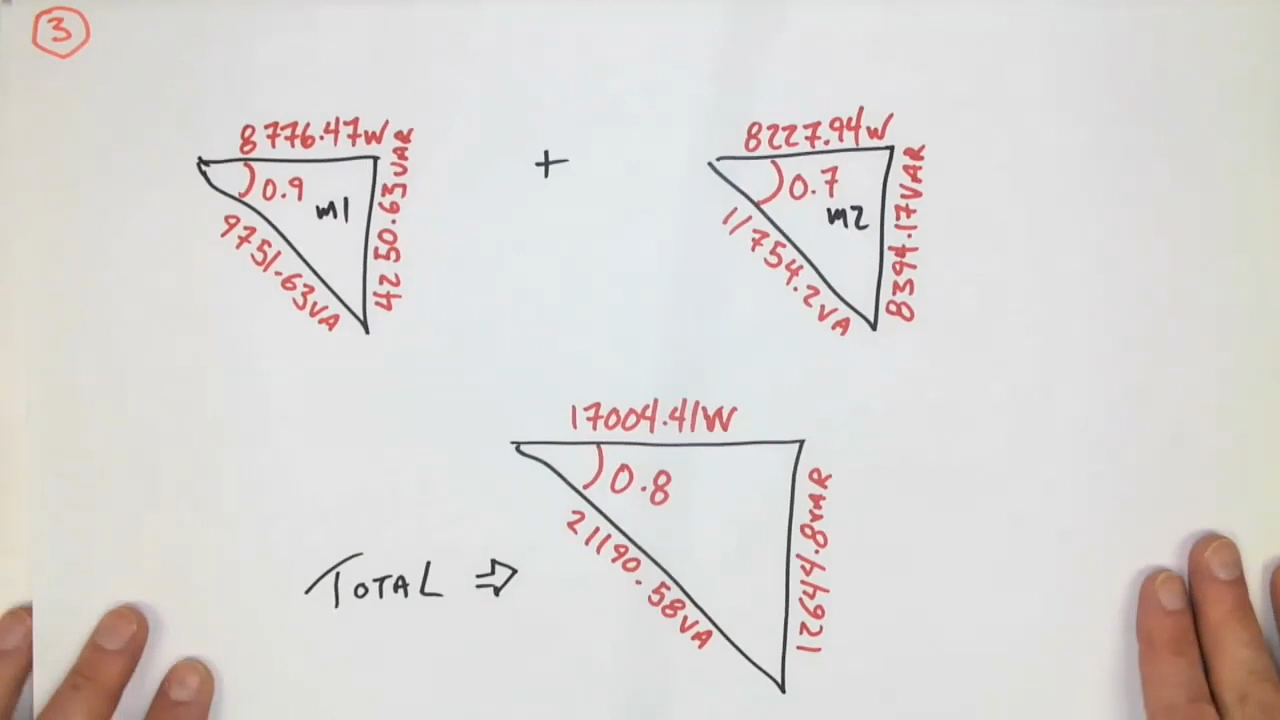 3
8776.47W
0.9
m1
4250.63VAR
9751.63VA
+
8227.94W
0.7
m2
8394.17VAR
11754.2VA
17004.41W
0.8
12644.8VAR
21190.58VA
TOTAL ⇒